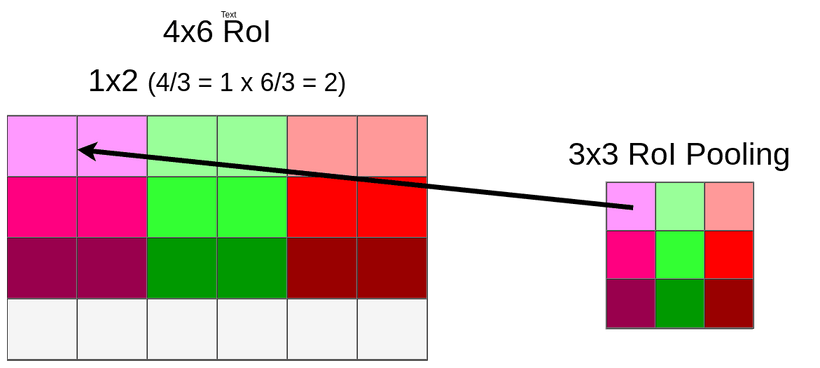 Text
4x6 RoI
1x2 (4/3 = 1 x 6/3 = 2)
3x3 RoI Pooling